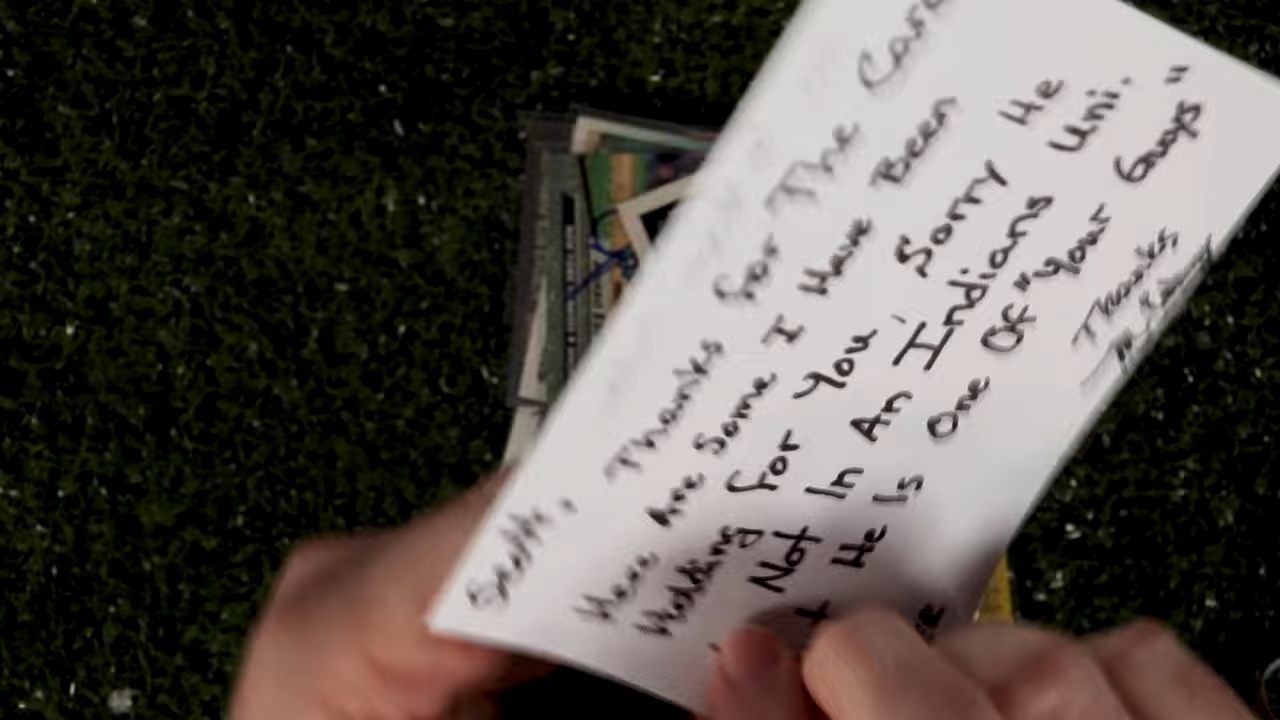 Scott, Thanks For The Card
Here Are Some I Have Been
Holding For You! Sorry He
Not In An Indians Uni.
He Is One Of "Your Guys"
Thanks